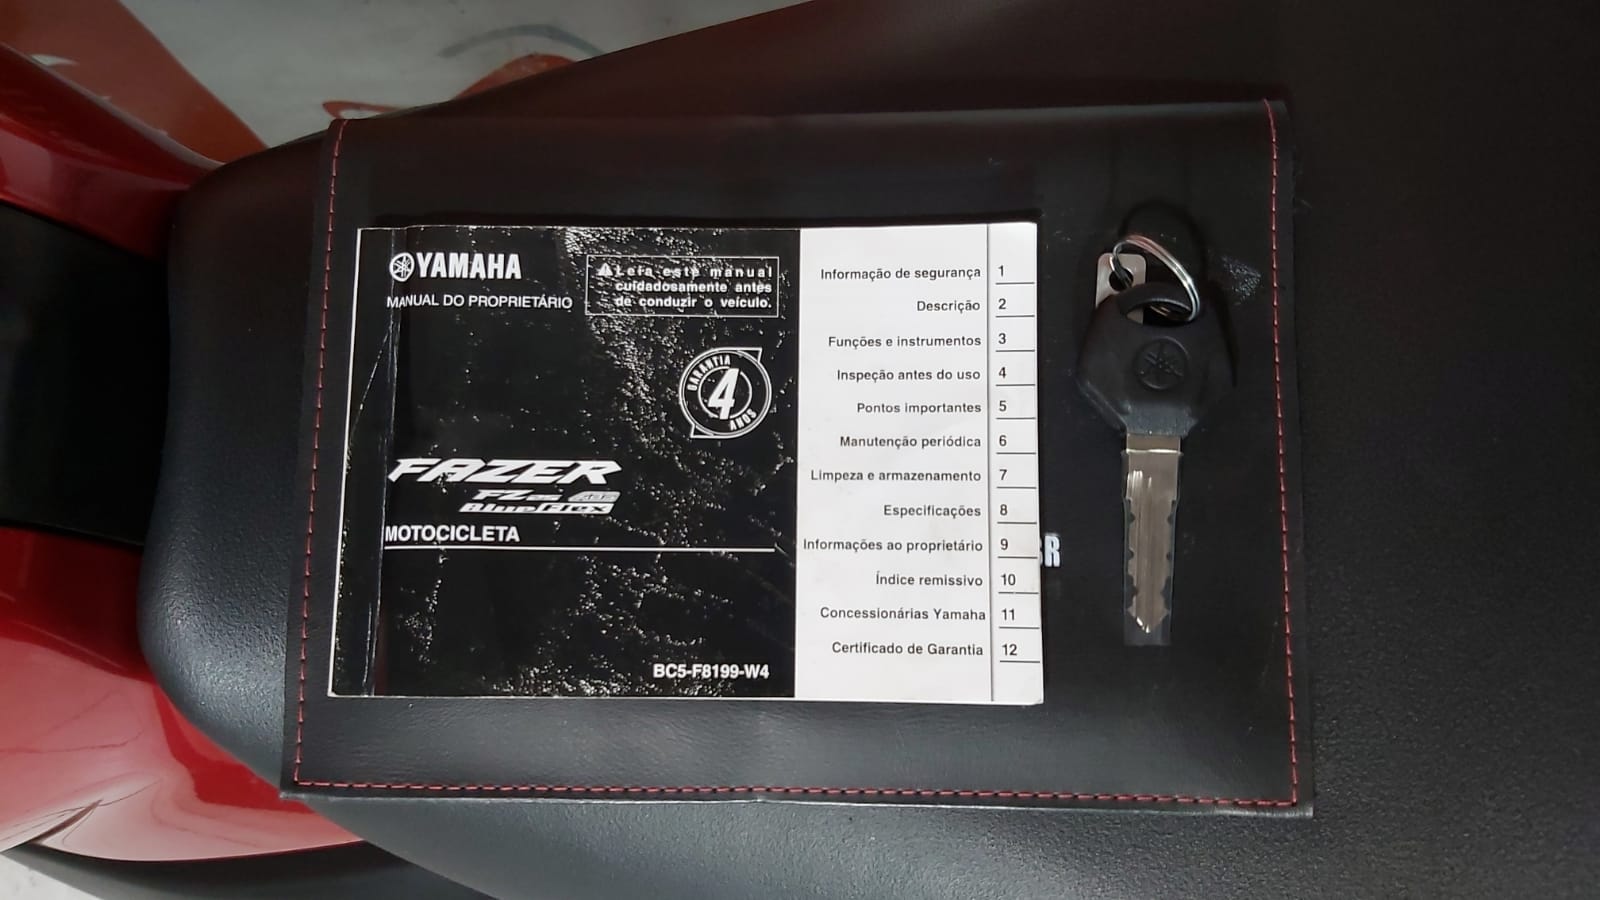 YAMAHA
MANUAL DO PROPRIETÁRIO
Leia este manual
cuidadosamente antes
de conduzir o veículo.
GARANTIA
4
ANOS
FAZER
FZ25 ABS
BlueFlex
MOTOCICLETA
BC5-F8199-W4
Informação de segurança 1
Descrição 2
Funções e instrumentos 3
Inspeção antes do uso 4
Pontos importantes 5
Manutenção periódica 6
Limpeza e armazenamento 7
Especificações 8
Informações ao proprietário 9
Índice remissivo 10
Concessionárias Yamaha 11
Certificado de Garantia 12
R